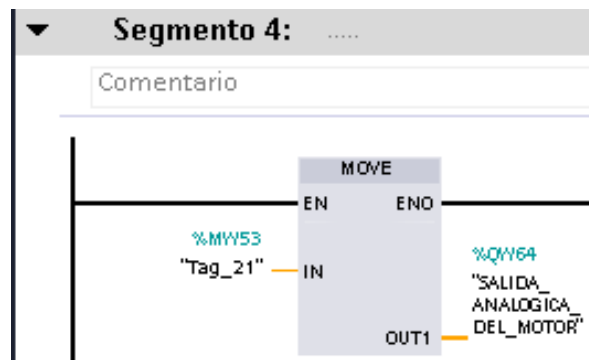 Segmento 4: .....
Comentario
MOVE
EN ENO
%MW53
"Tag_21" IN
%QW64
"SALIDA_
ANALOGICA_
DEL_MOTOR"
OUT1